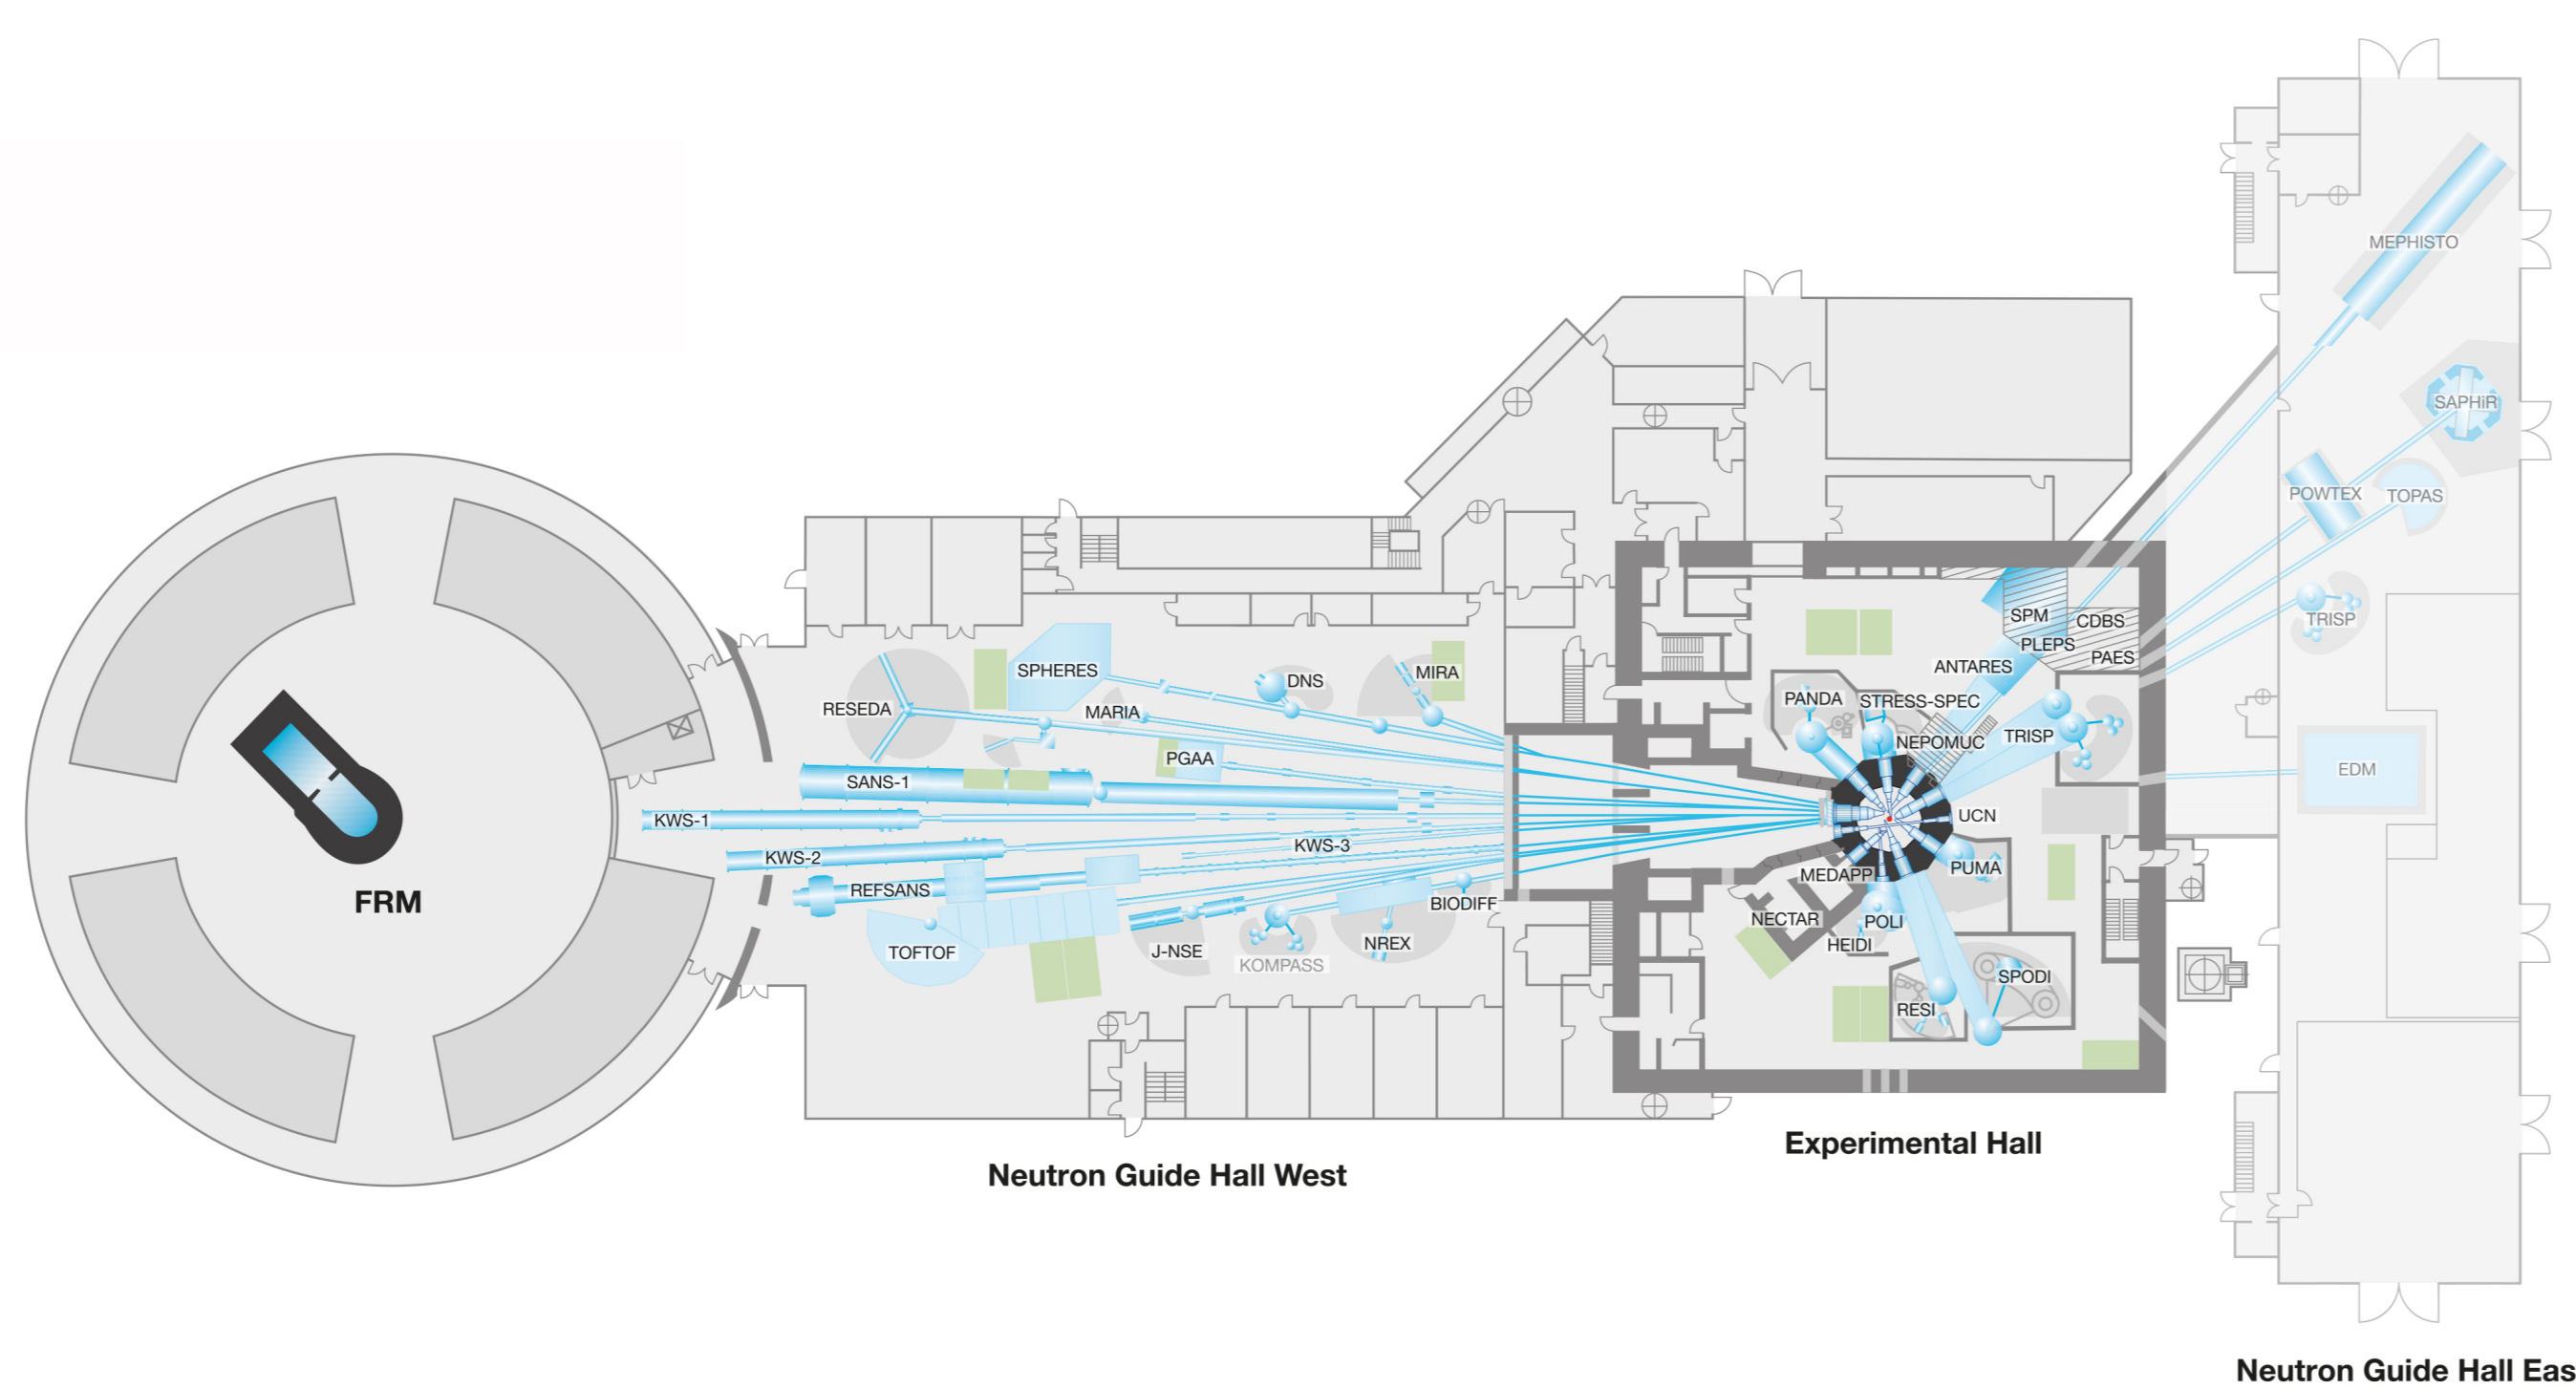 MEPHISTO
SAPHiR
POWTEX
TOPAS
TRISP
EDM
SPM
CDBS
PLEPS
PAES
ANTARES
PANDA
STRESS-SPEC
NEPOMUC
TRISP
UCN
PUMA
MEDAPP
NECTAR
POLI
HEIDI
SPODI
RESI
SPHERES
DNS
MIRA
RESEDA
MARIA
PGAA
SANS-1
KWS-1
KWS-2
KWS-3
REFSANS
BIODIFF
TOFTOF
J-NSE
KOMPASS
NREX
FRM
Experimental Hall
Neutron Guide Hall West
Neutron Guide Hall Eas